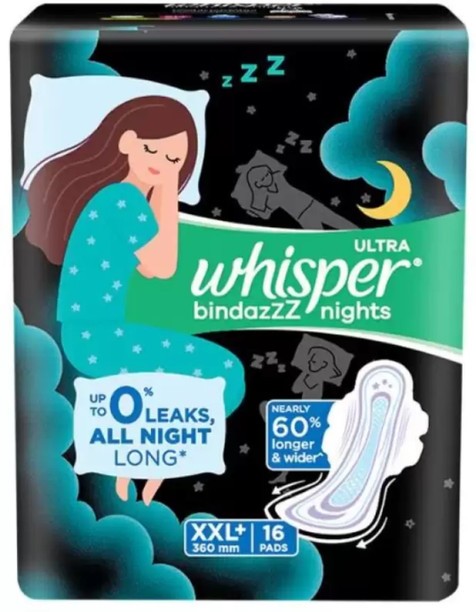 z Z Z
z z Z
ULTRA
whisper®
bindazZZ nights
z z Z
UP TO 0% LEAKS,
ALL NIGHT
LONG*
NEARLY
60%
longer
& wider^
XXL+ 16
360 mm PADS